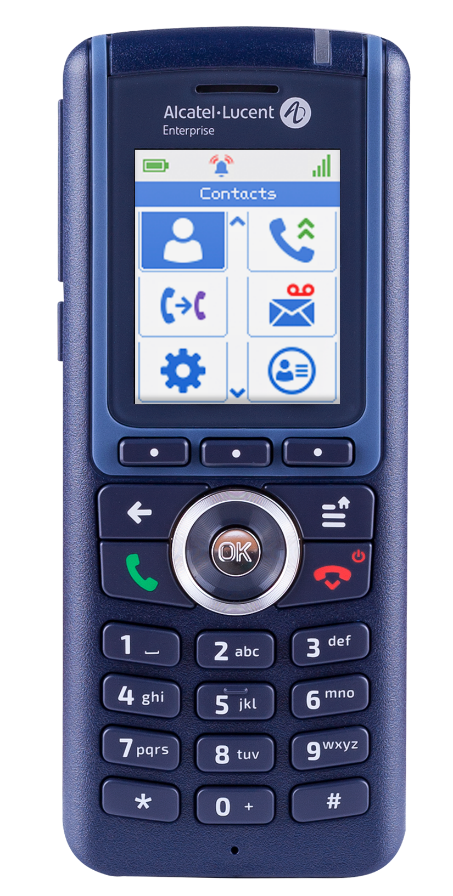 Alcatel·Lucent
Enterprise
Contacts
OK
1 2 abc 3 def
4 ghi 5 jkl 6 mno
7 pqrs 8 tuv 9 wxyz
* 0 + #